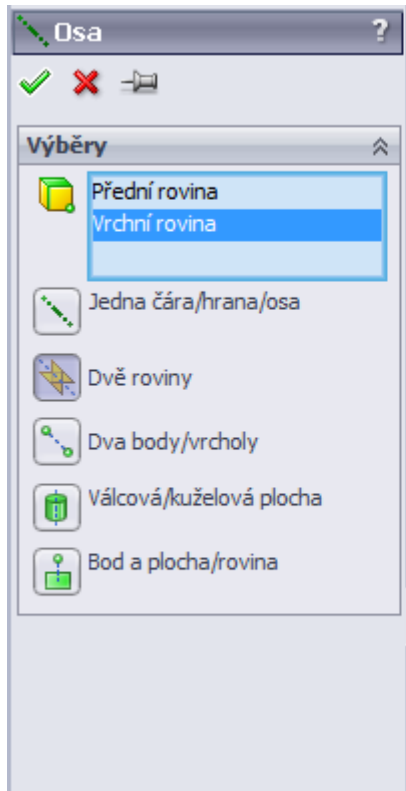 Osa ?
Výběry
Přední rovina
Vrchní rovina
Jedna čára/hrana/osa
Dvě roviny
Dva body/vrcholy
Válcová/kuželová plocha
Bod a plocha/rovina